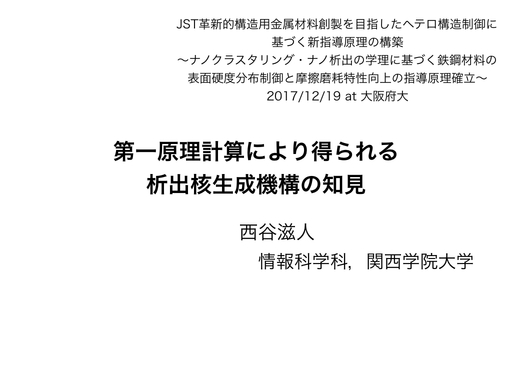 JST革新的構造用金属材料創製を目指したヘテロ構造制御に
基づく新指導原理の構築
〜ナノクラスタリング・ナノ析出の学理に基づく鉄鋼材料の
表面硬度分布制御と摩擦磨耗特性向上の指導原理確立〜
2017/12/19 at 大阪府大
第一原理計算により得られる
析出核生成機構の知見
西谷滋人
情報科学科，関西学院大学